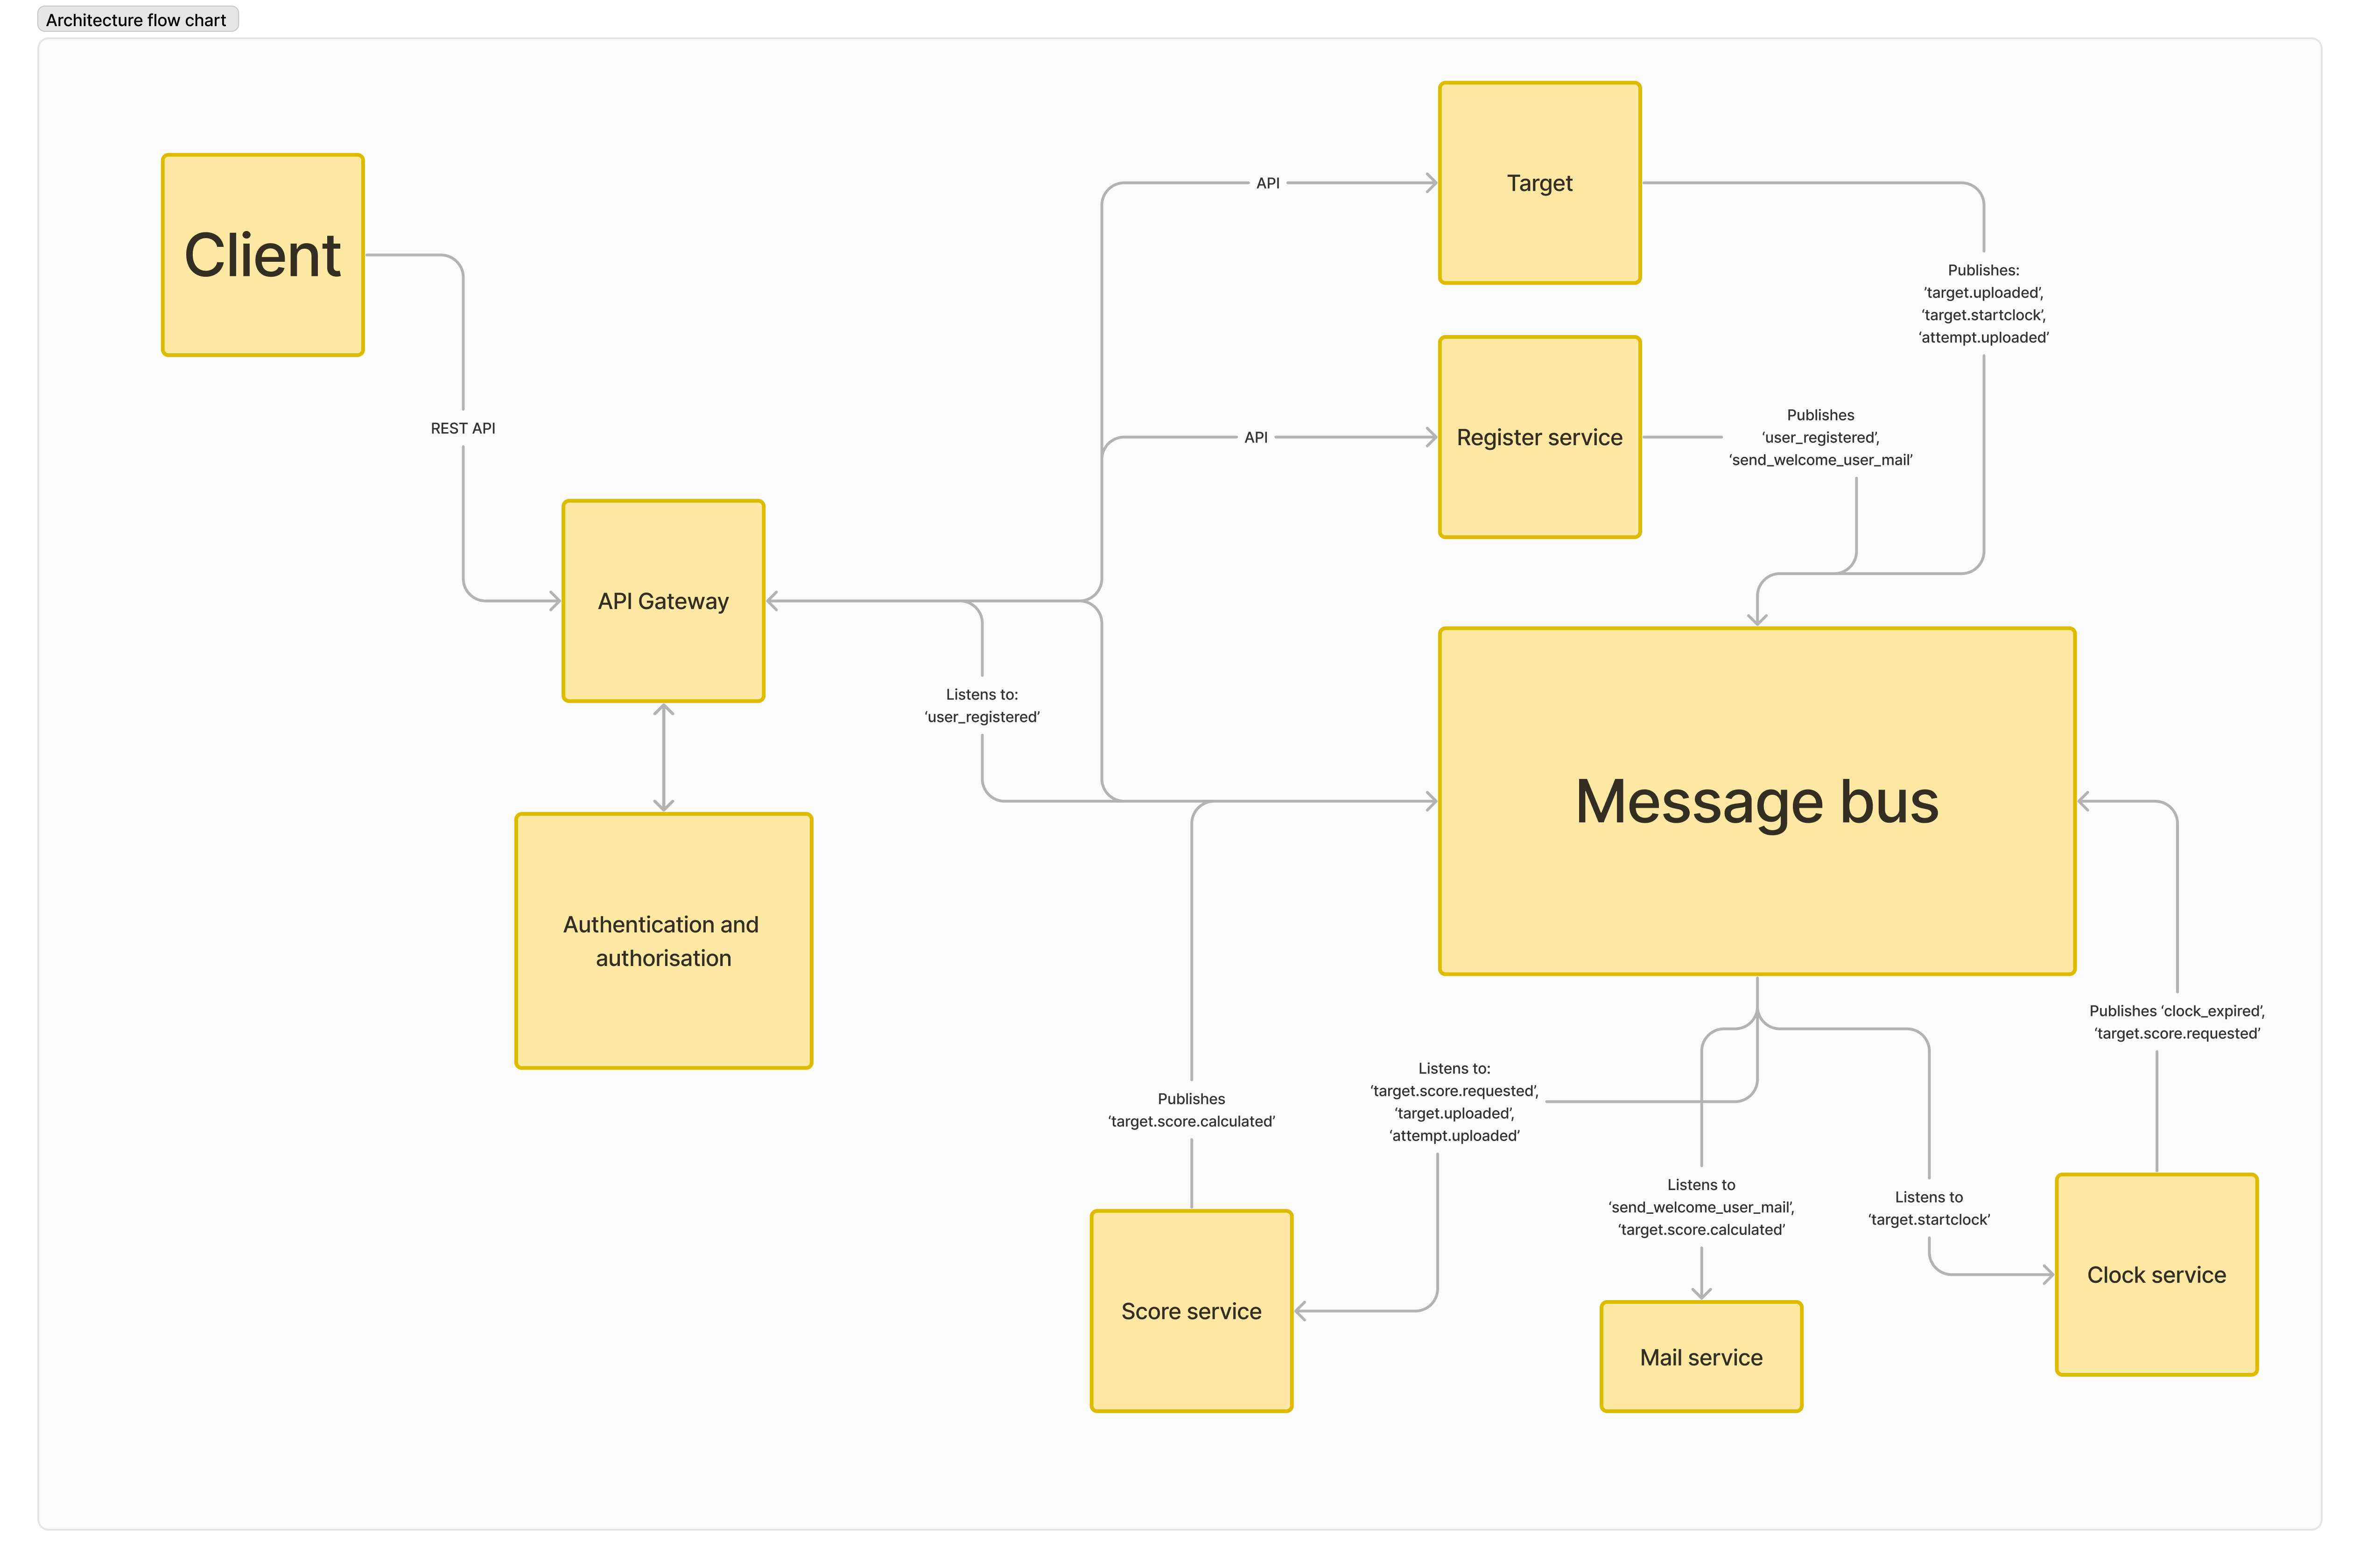 Architecture flow chart
Client
REST API
API Gateway
Authentication and
authorisation
API
Target
API
Register service
Publishes:
‘target.uploaded’,
‘target.startclock’,
‘attempt.uploaded’
Publishes
‘user_registered’,
‘send_welcome_user_mail’
Listens to:
‘user_registered’
Message bus
Publishes ‘clock_expired’,
‘target.score.requested’
Listens to:
‘target.score.requested’,
‘target.uploaded’,
‘attempt.uploaded’
Publishes
‘target.score.calculated’
Listens to
‘send_welcome_user_mail’,
‘target.score.calculated’
Listens to
‘target.startclock’
Score service
Mail service
Clock service